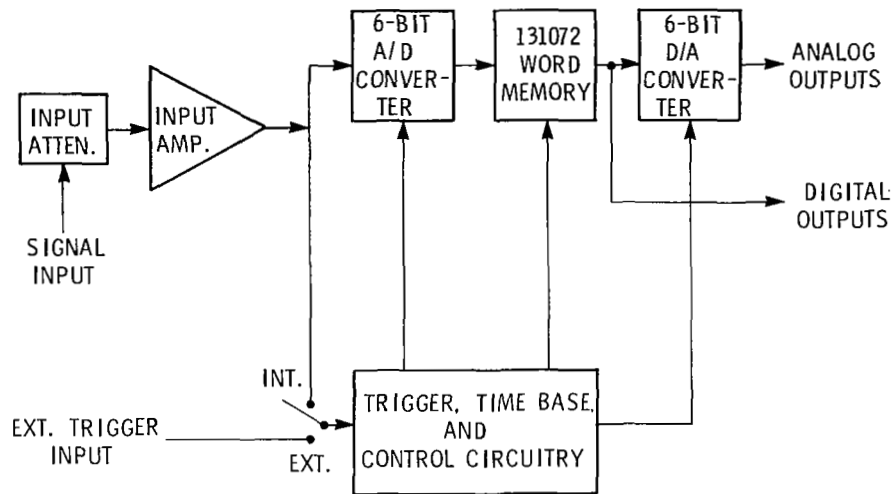 6-BIT
A/D
CONVER-
TER
131072
WORD
MEMORY
6-BIT
D/A
CONVER-
TER
ANALOG
OUTPUTS
INPUT
ATTEN.
INPUT
AMP.
DIGITAL
OUTPUTS
SIGNAL
INPUT
INT.
EXT. TRIGGER
INPUT
EXT.
TRIGGER, TIME BASE,
AND
CONTROL CIRCUITRY